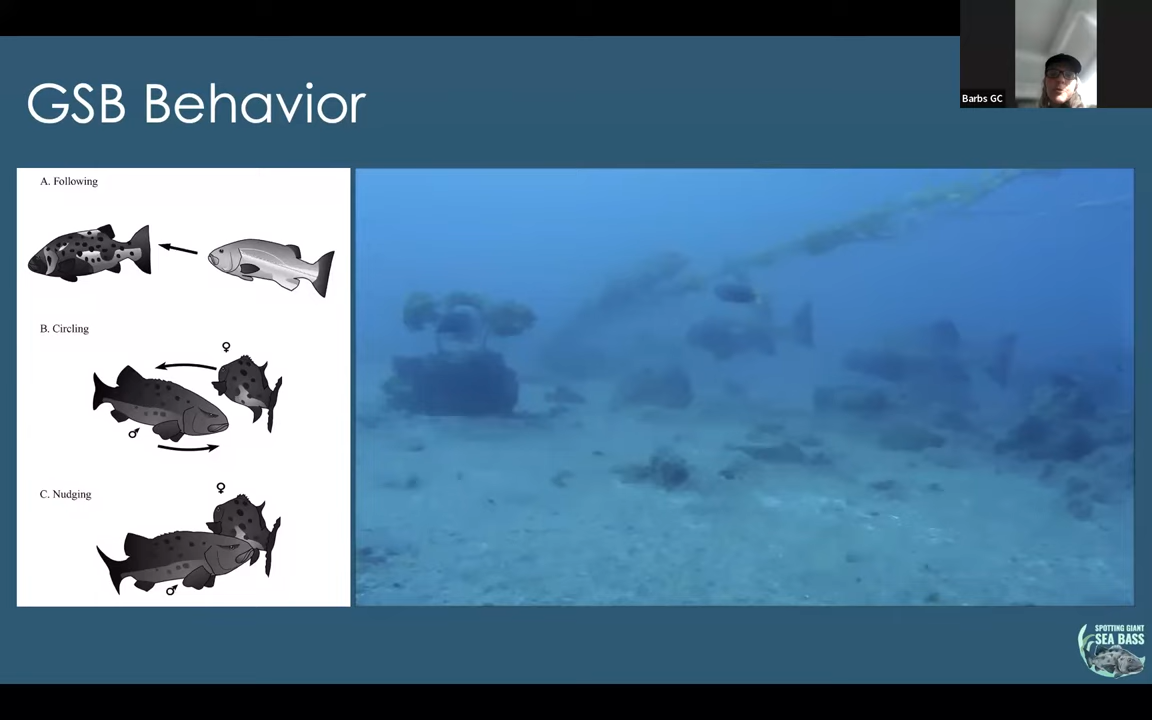 GSB Behavior
Barbs GC
A. Following
B. Circling
♀
♂
C. Nudging
♀
♂
SPOTTING GIANT
SEA BASS